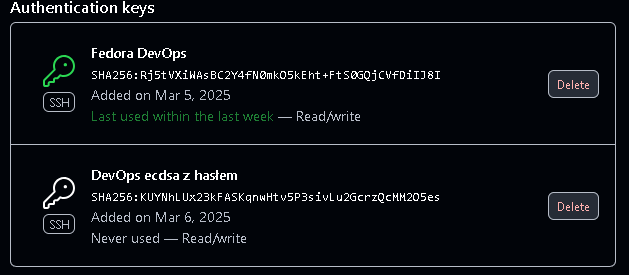 Authentication keys
Fedora DevOps
SHA256:Rj5tVXiWAsBC2Y4fN0mkO5kEht+FtS0GQjCVfDiIJ8I
Added on Mar 5, 2025
Last used within the last week — Read/write
SSH
Delete
DevOps ecdsa z hasłem
SHA256:KUYNhLUx23kFASKqnwHtv5P3sivLu2GcrzQcMM2O5es
Added on Mar 6, 2025
Never used — Read/write
SSH
Delete